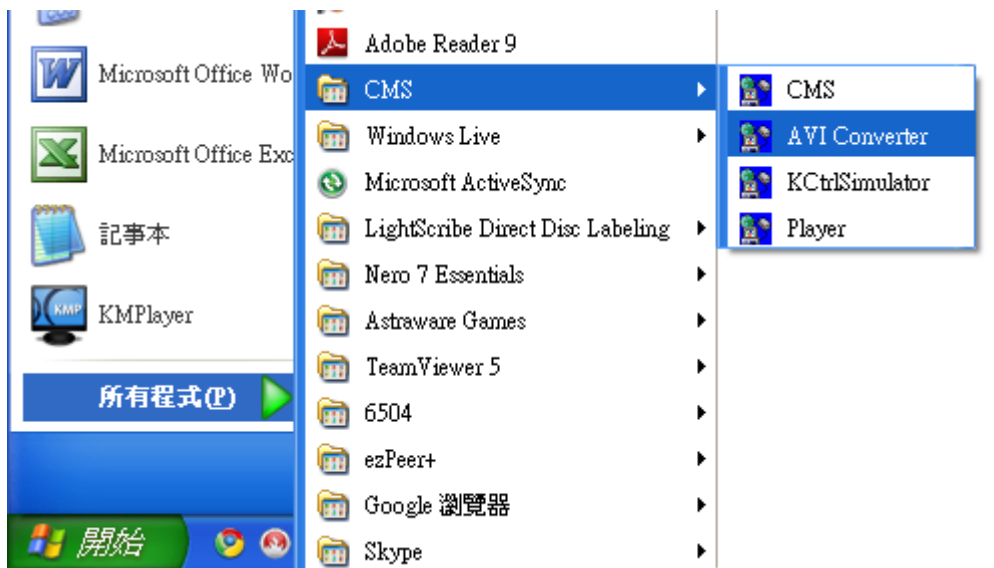 Microsoft Office Wo
Microsoft Office Exc
記事本
KMP
KMPlayer
所有程式(P)
開始
Adobe Reader 9
CMS
Windows Live
Microsoft ActiveSync
LightScribe Direct Disc Labeling
Nero 7 Essentials
Astraware Games
TeamViewer 5
6504
ezPeer+
Google 瀏覽器
Skype
CMS
AVI Converter
KCtrlSimulator
Player